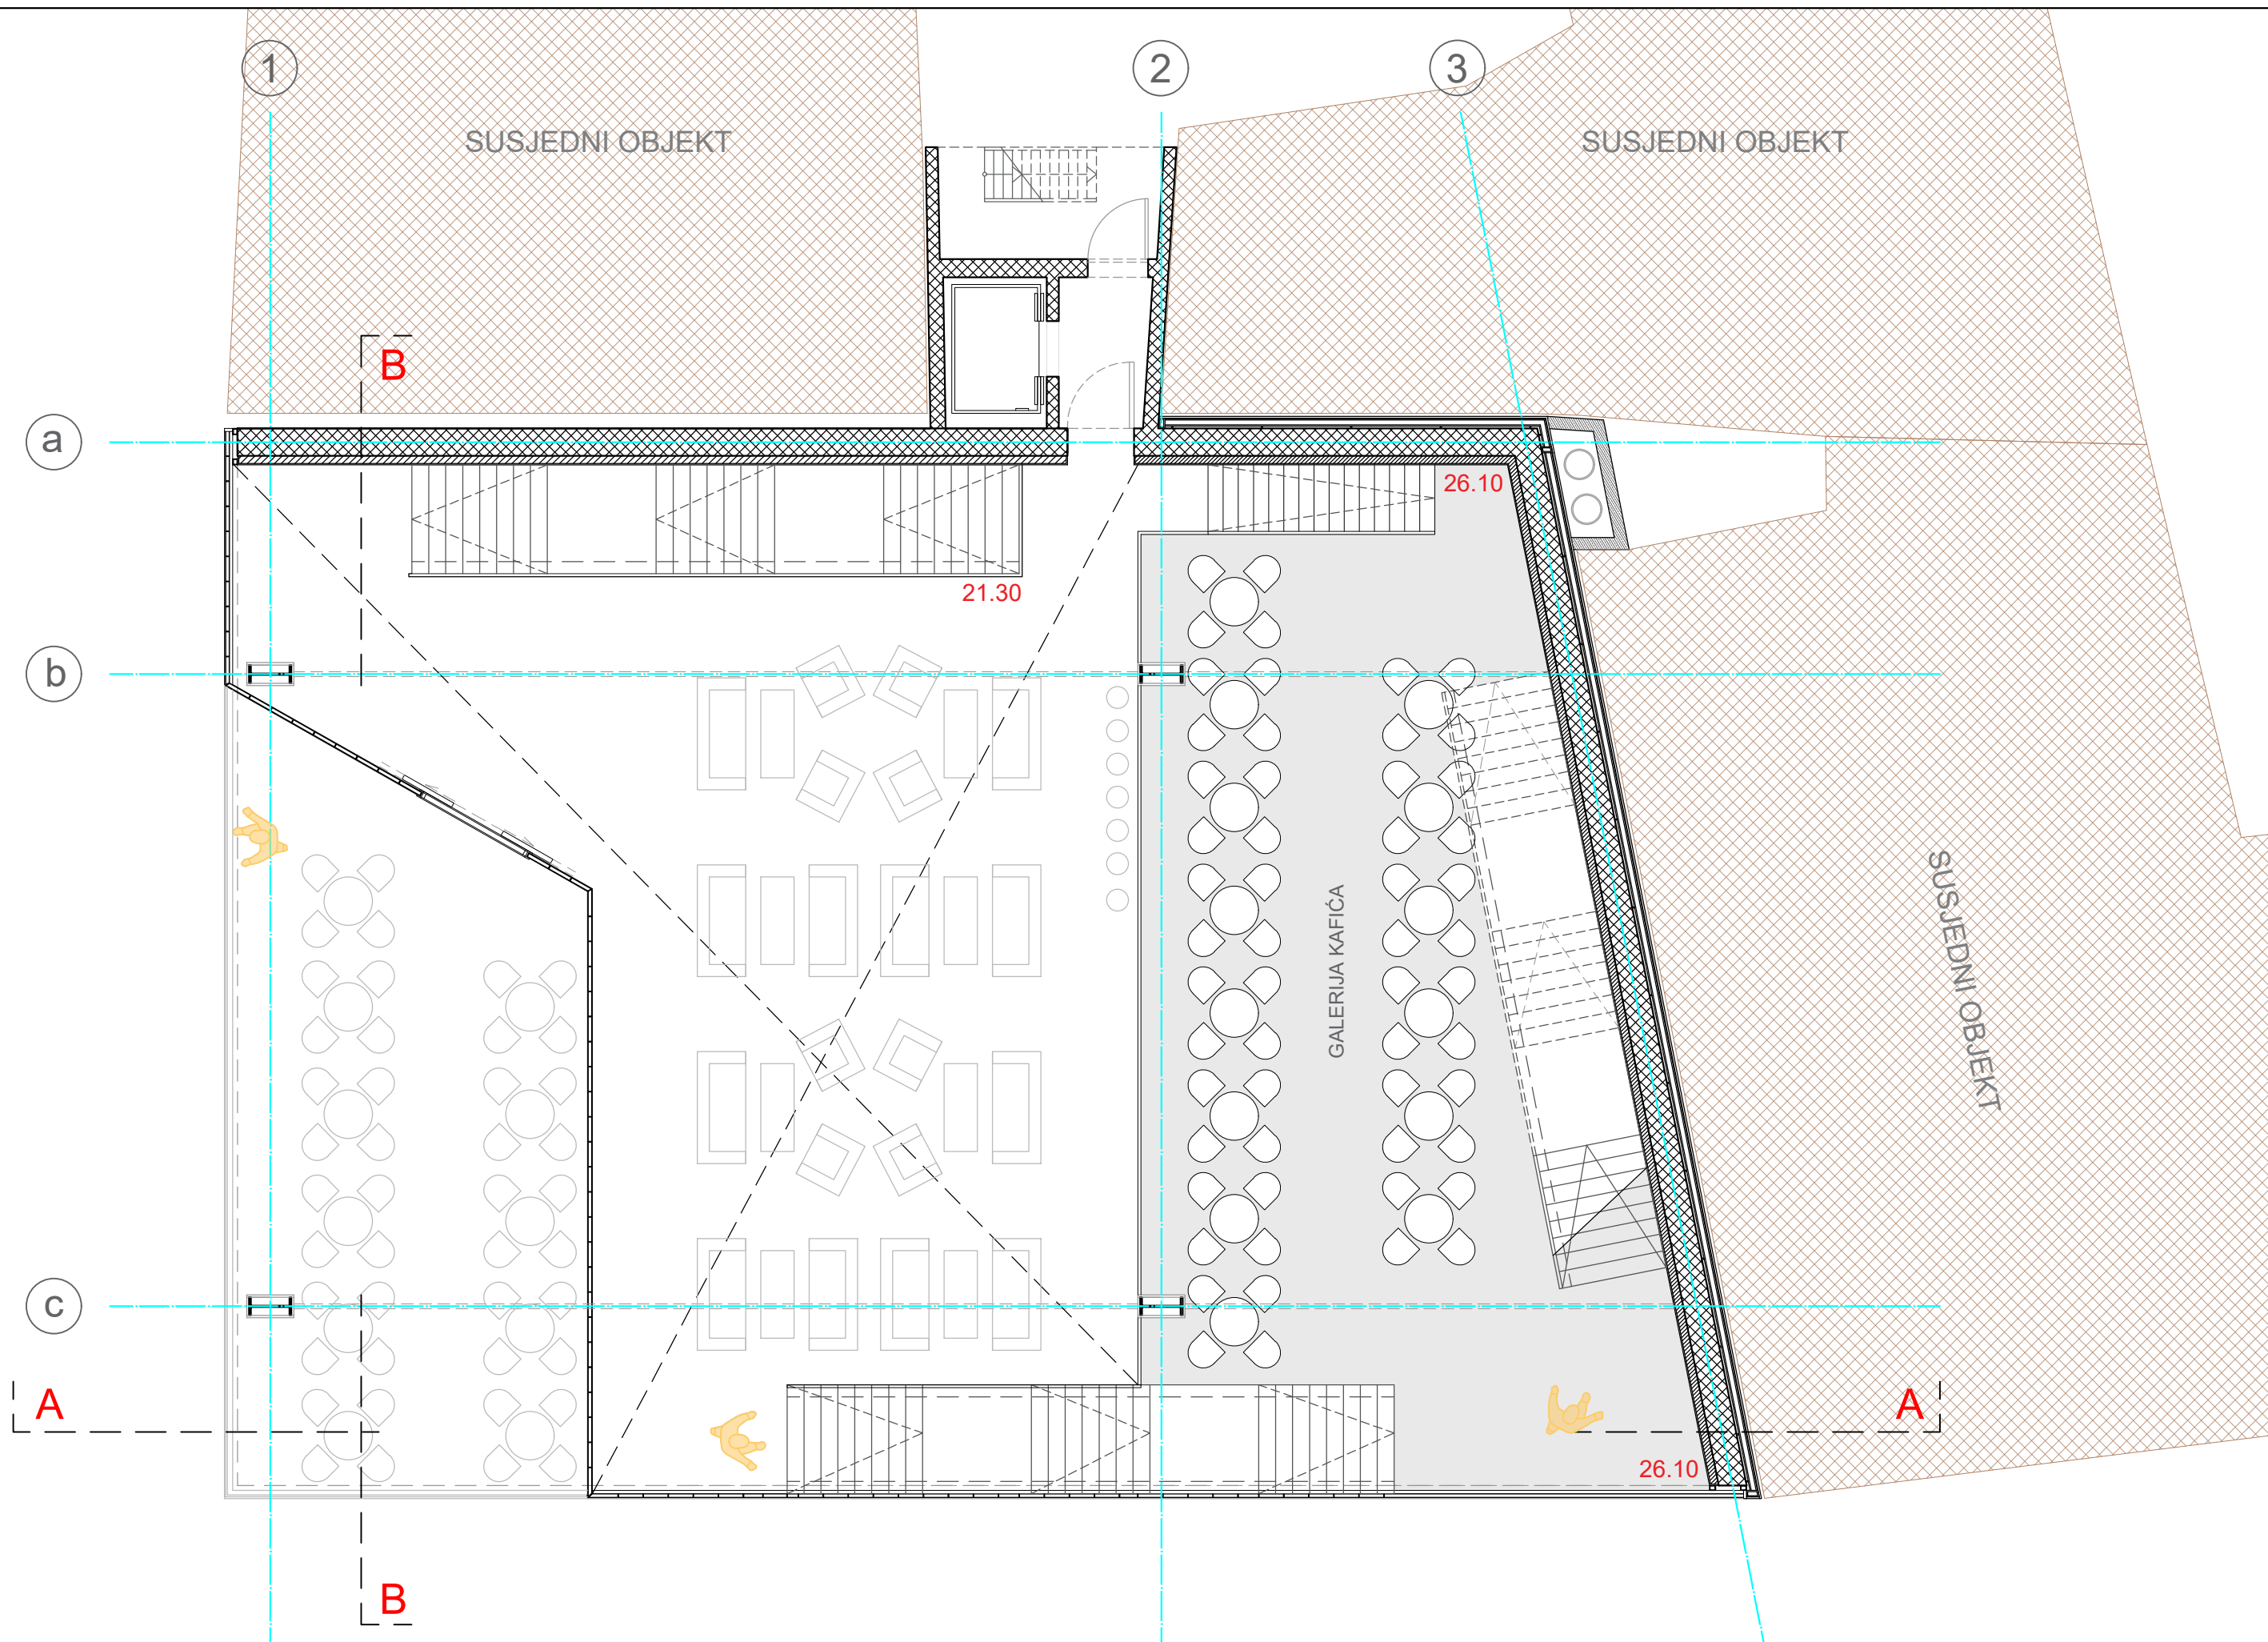 1
2
3
SUSJEDNI OBJEKT
SUSJEDNI OBJEKT
B
a
26.10
21.30
b
GALERIJA KAFIĆA
SUSJEDNI OBJEKT
c
A
A
26.10
B